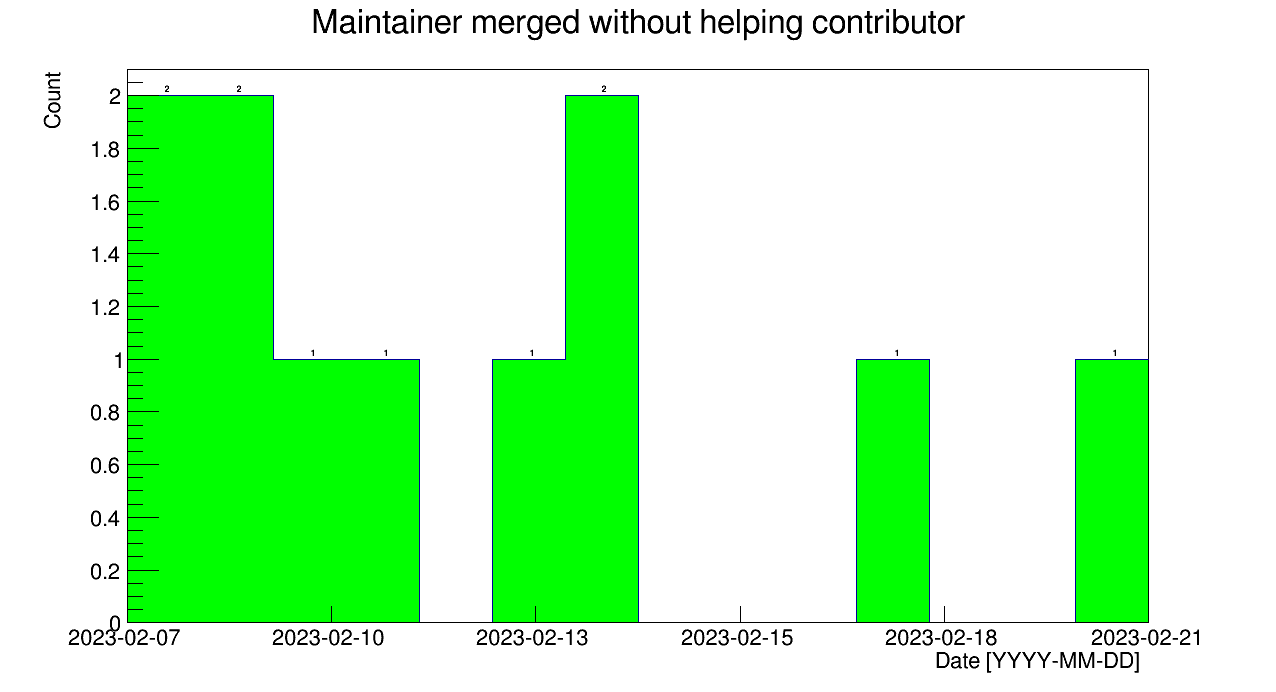 Maintainer merged without helping contributor
Count
2
1.8
1.6
1.4
1.2
1
0.8
0.6
0.4
0.2
0
2 2 1 1 1 2 1 1
2023-02-07 2023-02-10 2023-02-13 2023-02-15 2023-02-18 2023-02-21
Date [YYYY-MM-DD]